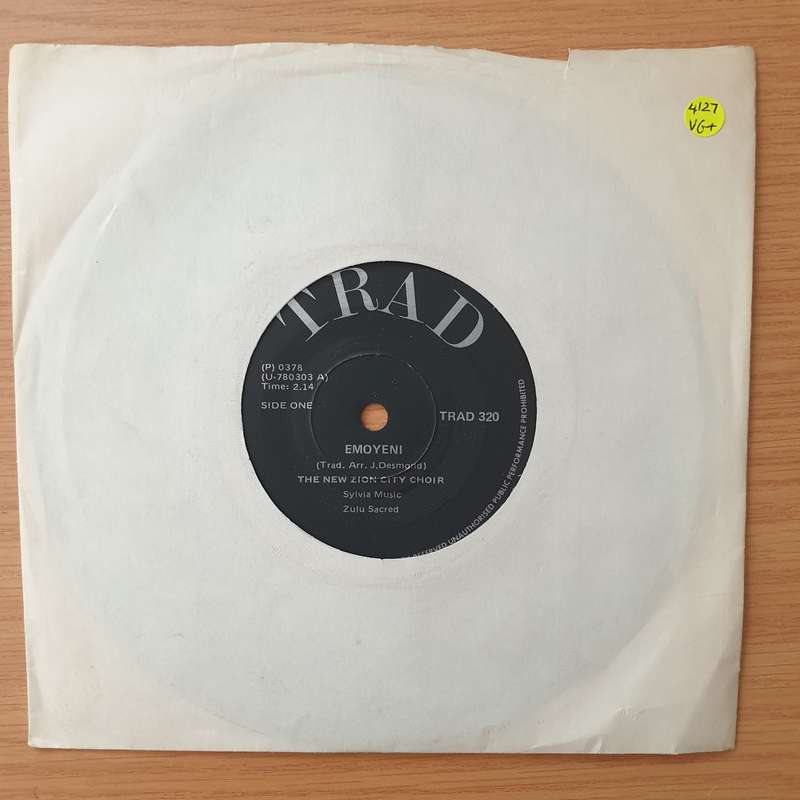 4127
VG+
TRAD
(P) 0378
(U-780303 A)
Time: 2.14
SIDE ONE
TRAD 320
EMOYENI
(Trad. Arr. J.Desmond)
THE NEW ZION CITY CHOIR
Sylvia Music
Zulu Sacred
RESERVED UNAUTHORISED PUBLIC PERFORMANCE PROHIBITED